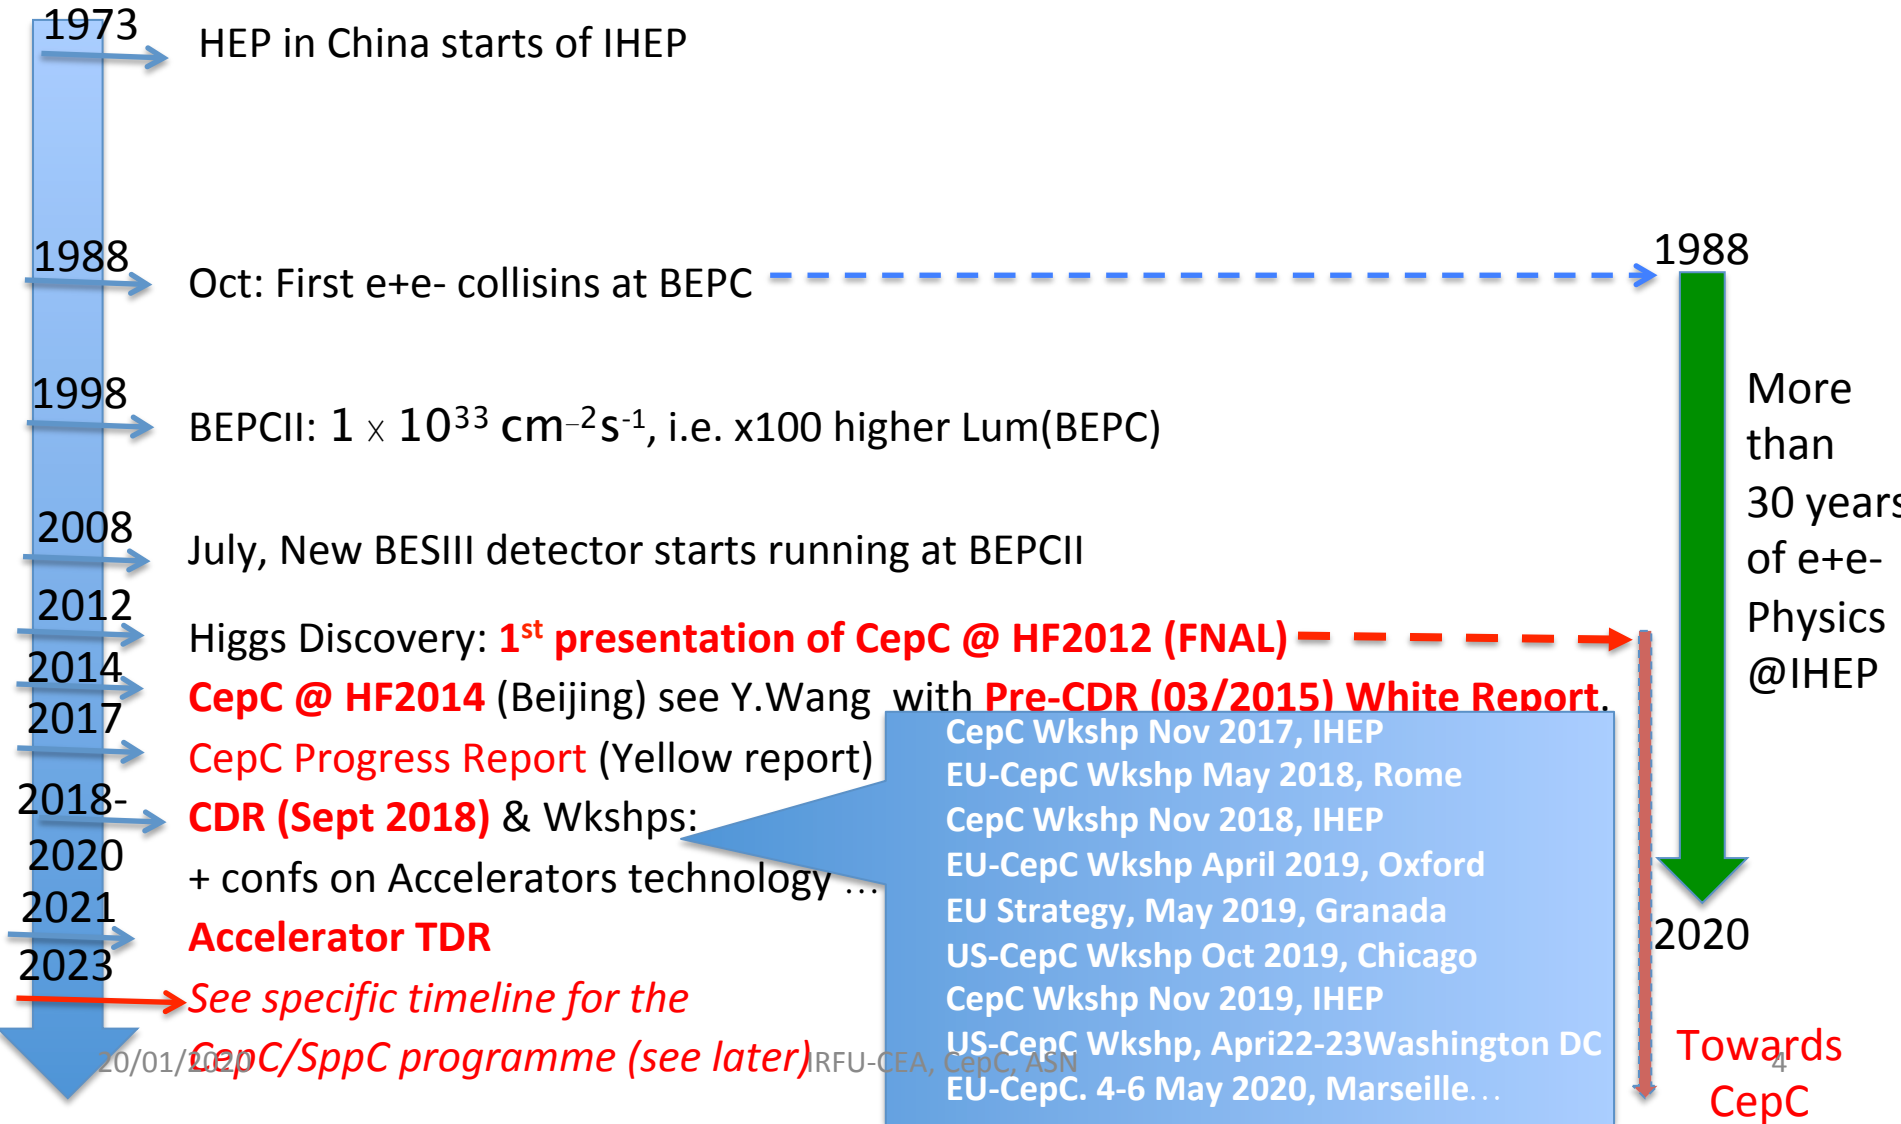 1973
HEP in China starts of IHEP
1988
Oct: First e+e- collisins at BEPC
1988
1998
BEPCII: 1 x 10³³ cm⁻²s⁻¹, i.e. x100 higher Lum(BEPC)
More
than
30 years
of e+e-
Physics
@IHEP
2008
July, New BESIII detector starts running at BEPCII
2012
Higgs Discovery: 1st presentation of CepC @ HF2012 (FNAL)
2014
CepC @ HF2014 (Beijing) see Y.Wang with Pre-CDR (03/2015) White Report.
2017
CepC Progress Report (Yellow report)
2018-
2020
CDR (Sept 2018) & Wkshps:
+ confs on Accelerators technology ...
CepC Wkshp Nov 2017, IHEP
EU-CepC Wkshp May 2018, Rome
CepC Wkshp Nov 2018, IHEP
EU-CepC Wkshp April 2019, Oxford
EU Strategy, May 2019, Granada
US-CepC Wkshp Oct 2019, Chicago
CepC Wkshp Nov 2019, IHEP
US-CepC Wkshp, Apri22-23Washington DC
EU-CepC. 4-6 May 2020, Marseille...
2021
Accelerator TDR
2020
2023
See specific timeline for the
CepC/SppC programme (see later)
Towards
CepC
20/01/2020
IRFU-CEA, CepC, ASN
4